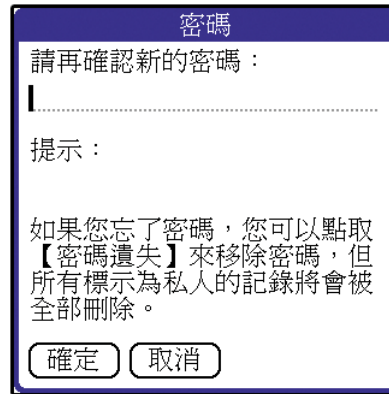 密碼
請再確認新的密碼：
提示：
如果您忘了密碼，您可以點取
【密碼遺失】來移除密碼，但
所有標示為私人的記錄將會被
全部刪除。
確定 取消